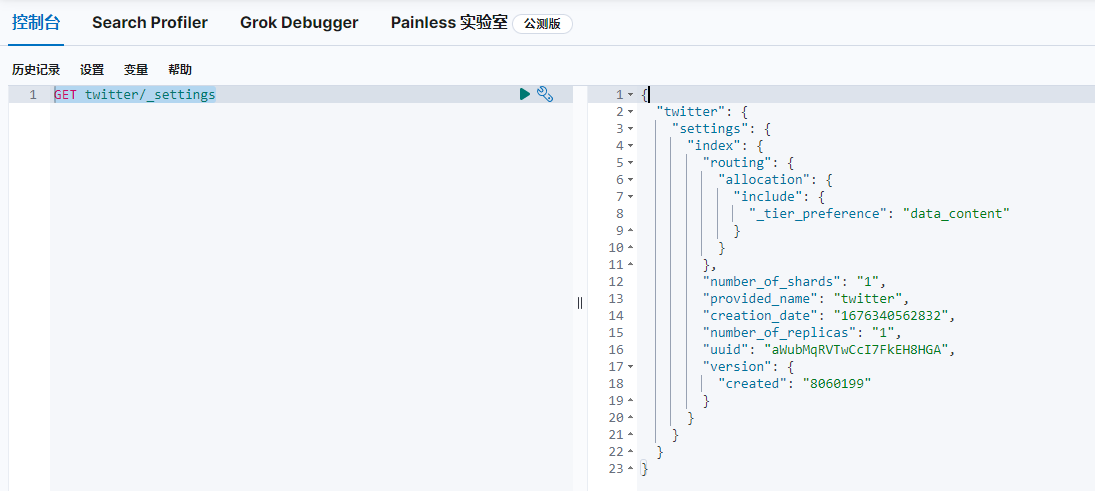 控制台 Search Profiler Grok Debugger Painless 实验室 公测版
历史记录 设置 变量 帮助
1 GET twitter/_settings
1 {
2 "twitter": {
3 "settings": {
4 "index": {
5 "routing": {
6 "allocation": {
7 "include": {
8 "_tier_preference": "data_content"
9 }
10 }
11 },
12 "number_of_shards": "1",
13 "provided_name": "twitter",
14 "creation_date": "1676340562832",
15 "number_of_replicas": "1",
16 "uuid": "aWubMqRVTwCcI7FkEH8HGA",
17 "version": {
18 "created": "8060199"
19 }
20 }
21 }
22 }
23 }